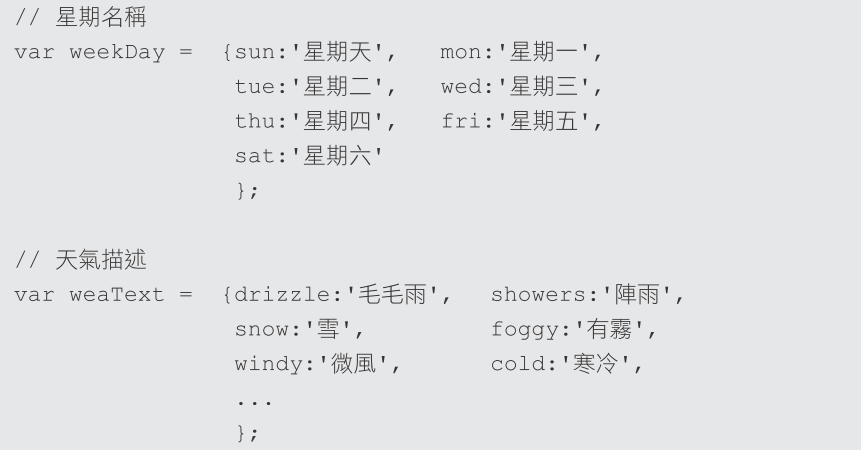 // 星期名稱
var weekDay =  {sun:'星期天',   mon:'星期一',
                tue:'星期二',   wed:'星期三',
                thu:'星期四',   fri:'星期五',
                sat:'星期六'
                };

// 天氣描述
var weaText =  {drizzle:'毛毛雨',   showers:'陣雨',
                snow:'雪',          foggy:'有霧',
                windy:'微風',       cold:'寒冷',
                ...
                };